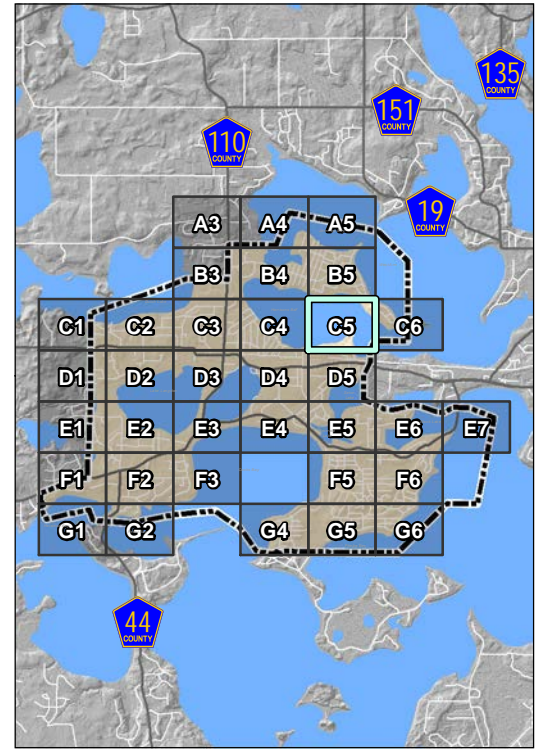 135
COUNTY
151
COUNTY
110
COUNTY
19
COUNTY
A3 A4 A5
B3 B4 B5
C1 C2 C3 C4 C5 C6
D1 D2 D3 D4 D5
E1 E2 E3 E4 E5 E6 E7
F1 F2 F3 F5 F6
G1 G2 G4 G5 G6
44
COUNTY